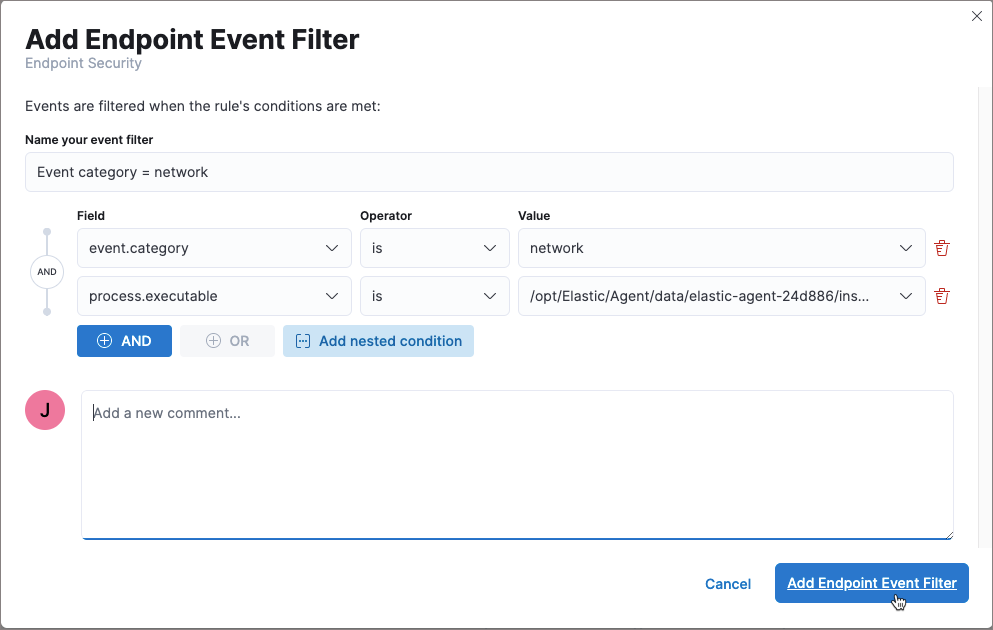 Add Endpoint Event Filter
Endpoint Security
Events are filtered when the rule's conditions are met:
Name your event filter
Event category = network
Field Operator Value
event.category is network
AND
process.executable is /opt/Elastic/Agent/data/elastic-agent-24d886/ins...
AND OR Add nested condition
J
Add a new comment...
Cancel Add Endpoint Event Filter